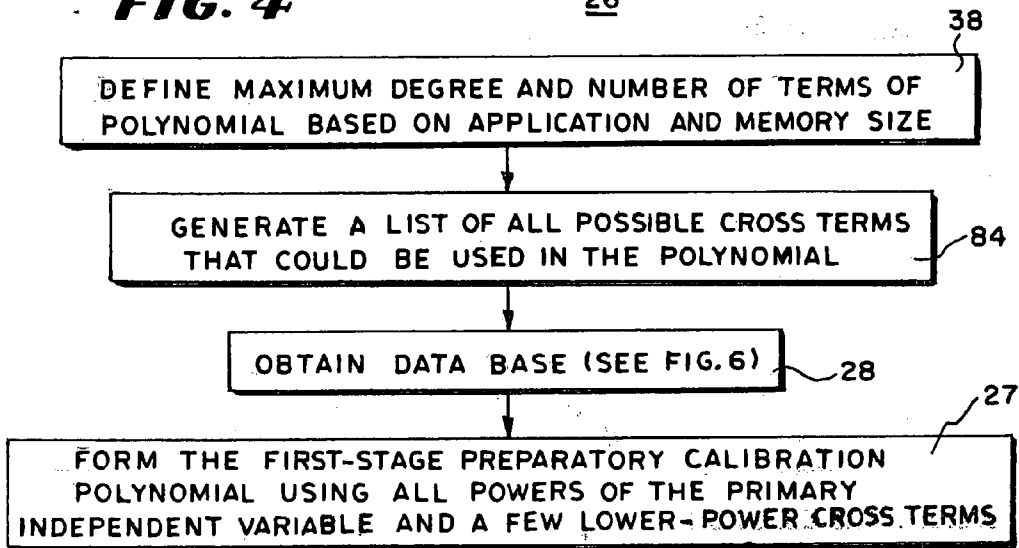 FIG. 4
26
38
DEFINE MAXIMUM DEGREE AND NUMBER OF TERMS OF
POLYNOMIAL BASED ON APPLICATION AND MEMORY SIZE
GENERATE A LIST OF ALL POSSIBLE CROSS TERMS
THAT COULD BE USED IN THE POLYNOMIAL
84
OBTAIN DATA BASE (SEE FIG.6)
28
27
FORM THE FIRST-STAGE PREPARATORY CALIBRATION
POLYNOMIAL USING ALL POWERS OF THE PRIMARY
INDEPENDENT VARIABLE AND A FEW LOWER-POWER CROSS TERMS